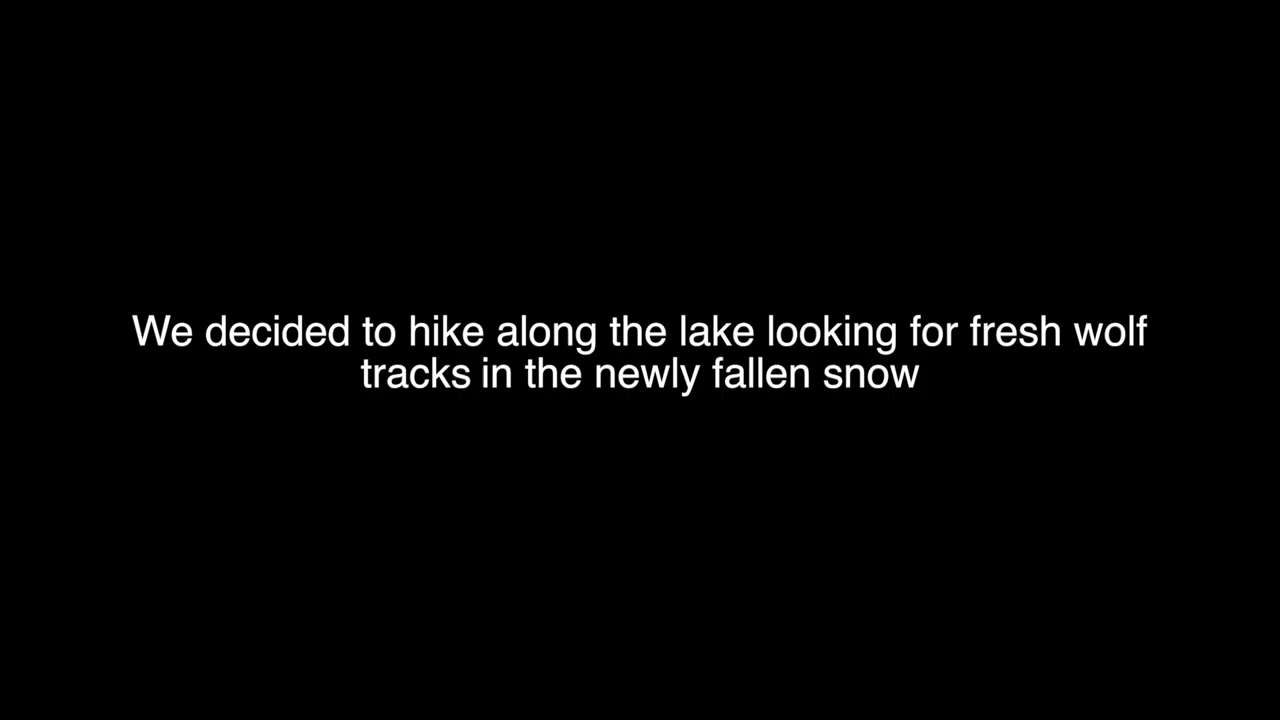 We decided to hike along the lake looking for fresh wolf
tracks in the newly fallen snow